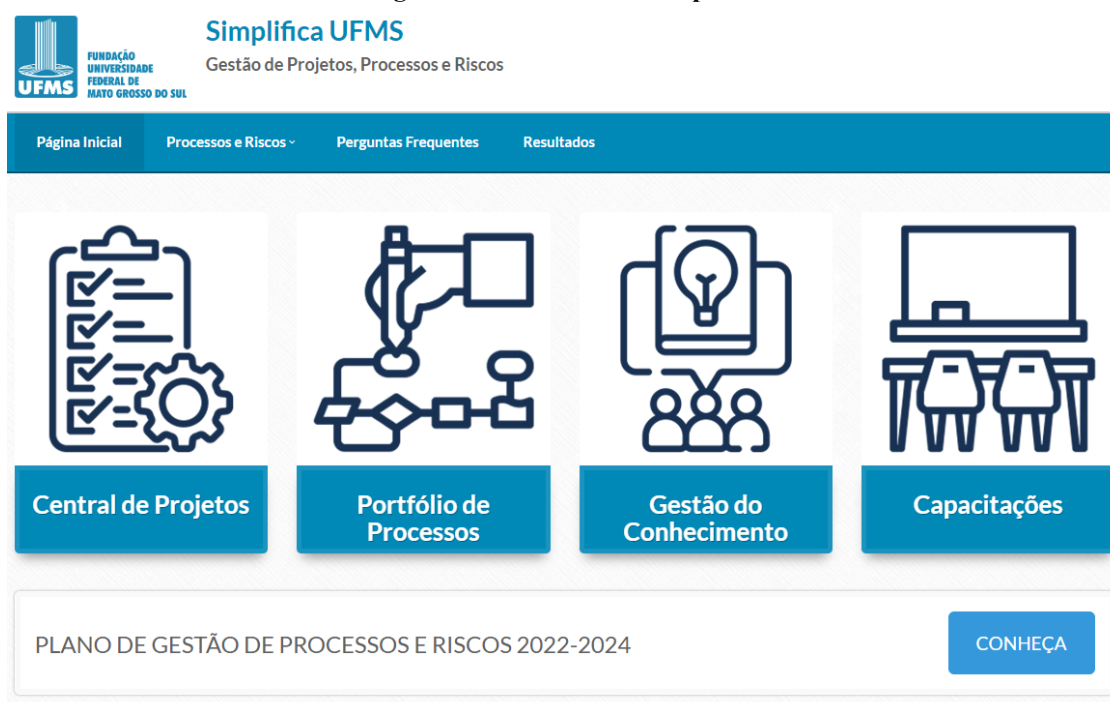 Simplifica UFMS
Gestão de Projetos, Processos e Riscos
FUNDAÇÃO
UNIVERSIDADE
FEDERAL DE
MATO GROSSO DO SUL
UFMS
Página Inicial Processos e Riscos Perguntas Frequentes Resultados
Central de Projetos
Portfólio de
Processos
Gestão do
Conhecimento
Capacitações
PLANO DE GESTÃO DE PROCESSOS E RISCOS 2022-2024
CONHEÇA